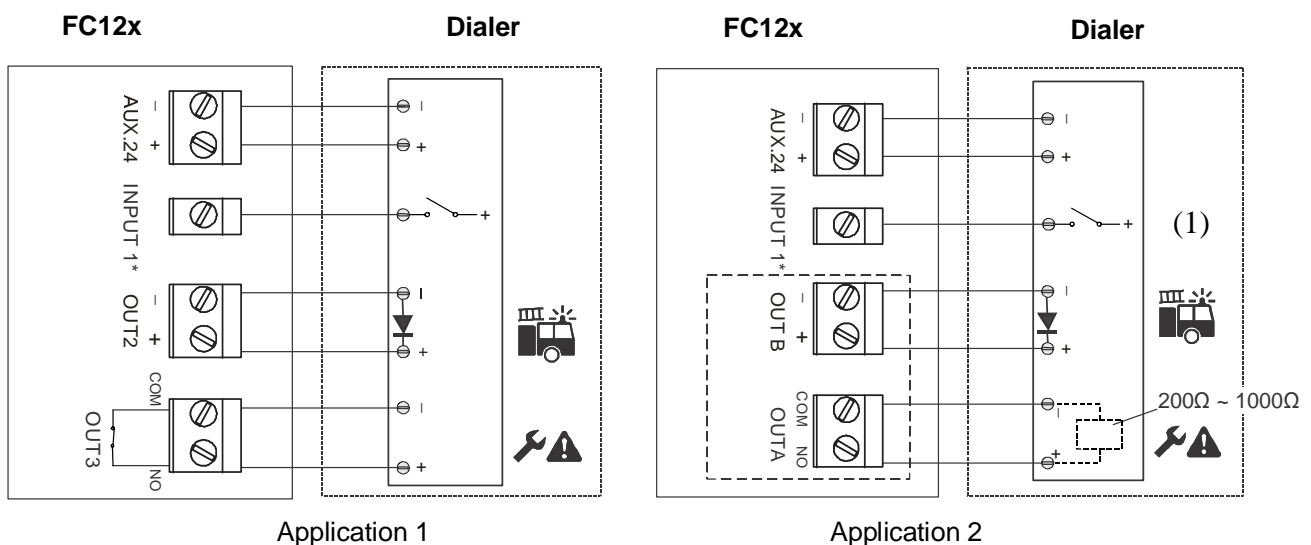 FC12x
Dialer
AUX.24
−
+
INPUT 1*
OUT2
−
+
OUT3
COM
NO
−
+
+
−
+
−
+
Application 1
FC12x
Dialer
AUX.24
−
+
INPUT 1*
OUT B
−
+
OUTA
COM
NO
−
+
+
(1)
−
+
−
+
200Ω ~ 1000Ω
Application 2